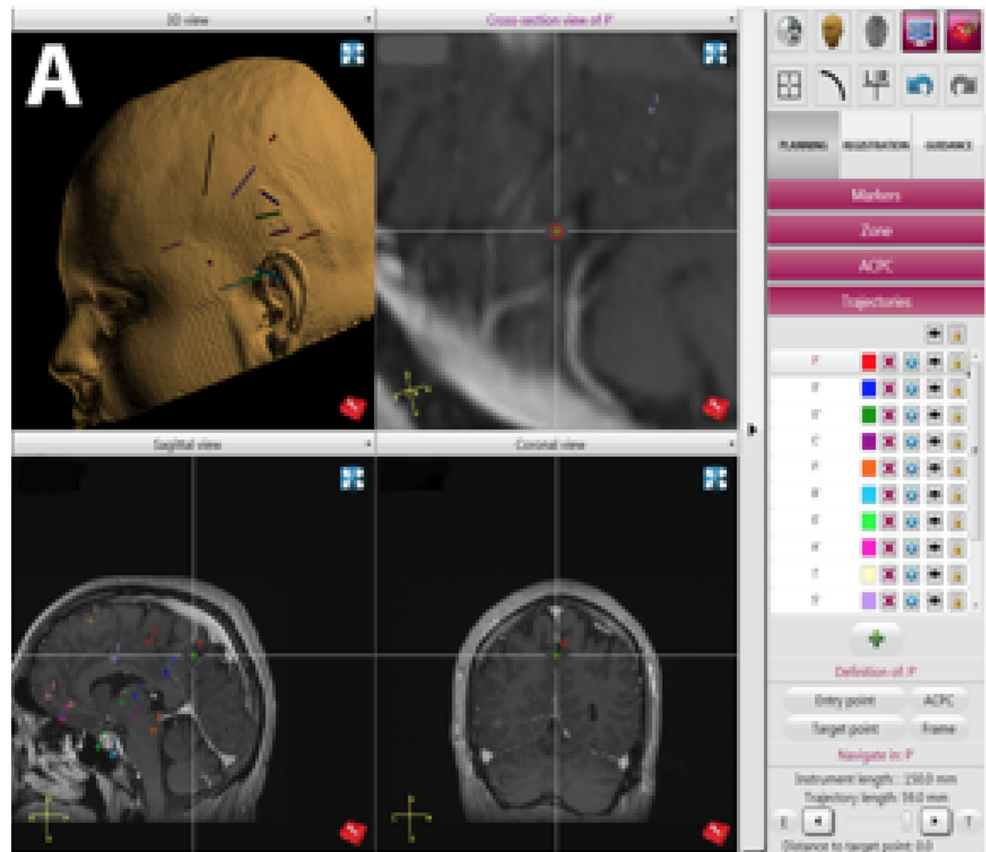 3D view
Cross-section view of P'
A
PLANNING
REGISTRATION
GUIDANCE
Markers
Zone
ACPC
Trajectories
Sagittal view
Coronal view
Definition of: P'
Entry point
ACPC
Target point
Frame
Navigate in: P'
Instrument length : 150.0 mm
Trajectory length: 59.0 mm
E
T
Distance to target point: 0.0